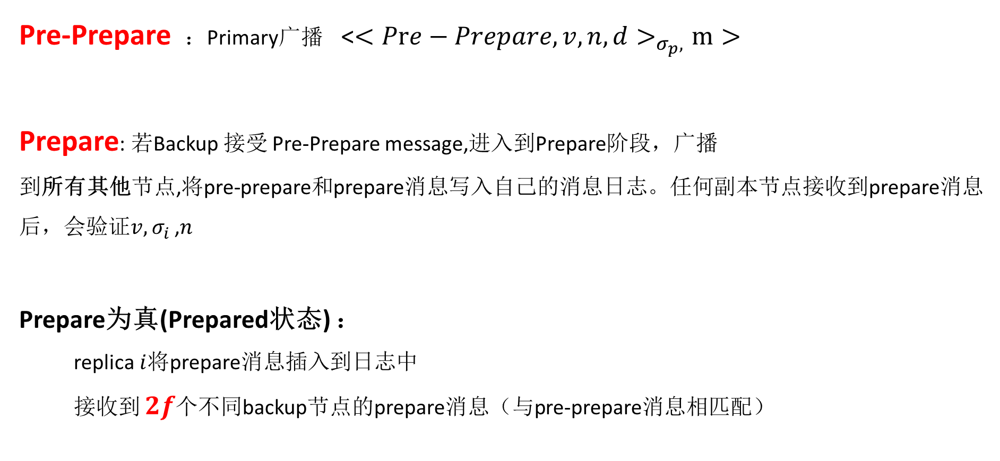 Pre-Prepare ：Primary广播 << Pre − Prepare, v, n, d >σp, m >
Prepare: 若Backup 接受 Pre-Prepare message,进入到Prepare阶段，广播
到所有其他节点,将pre-prepare和prepare消息写入自己的消息日志。任何副本节点接收到prepare消息
后，会验证v, σi ,n
Prepare为真(Prepared状态)：
replica i将prepare消息插入到日志中
接收到 2f个不同backup节点的prepare消息（与pre-prepare消息相匹配）